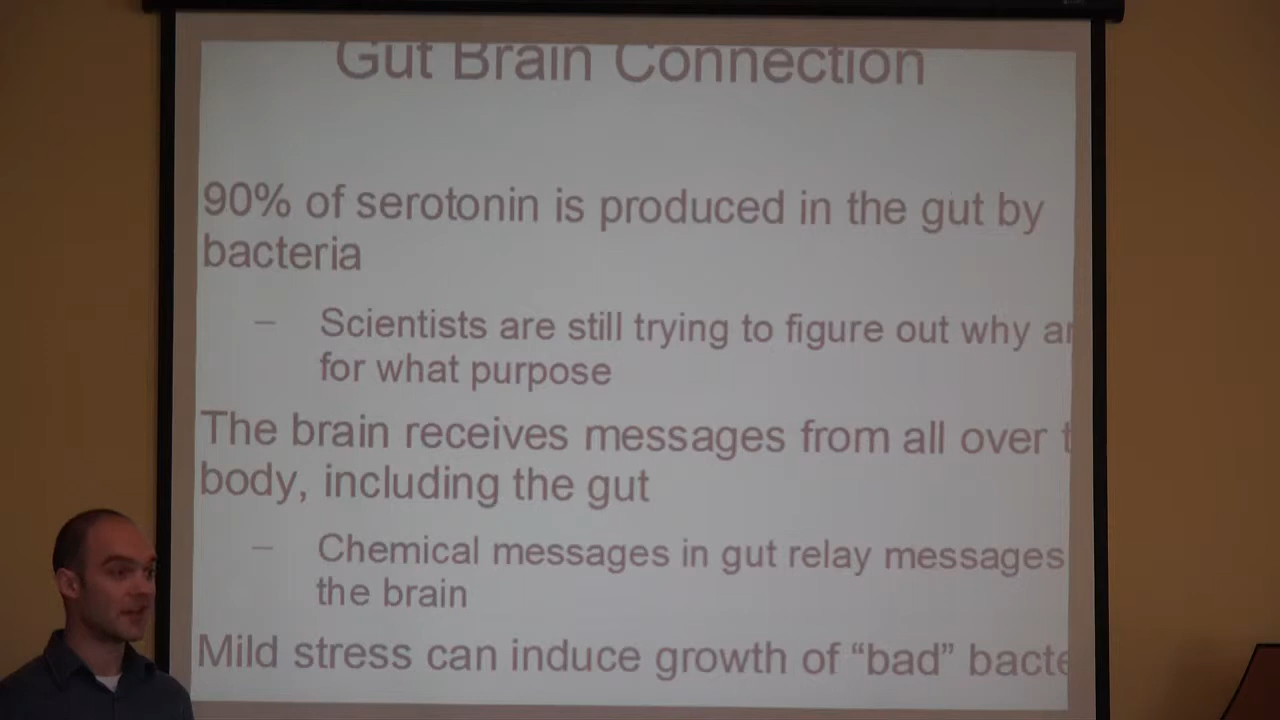 Gut Brain Connection
90% of serotonin is produced in the gut by
bacteria
– Scientists are still trying to figure out why
for what purpose
The brain receives messages from all over
body, including the gut
– Chemical messages in gut relay messages
the brain
Mild stress can induce growth of “bad”